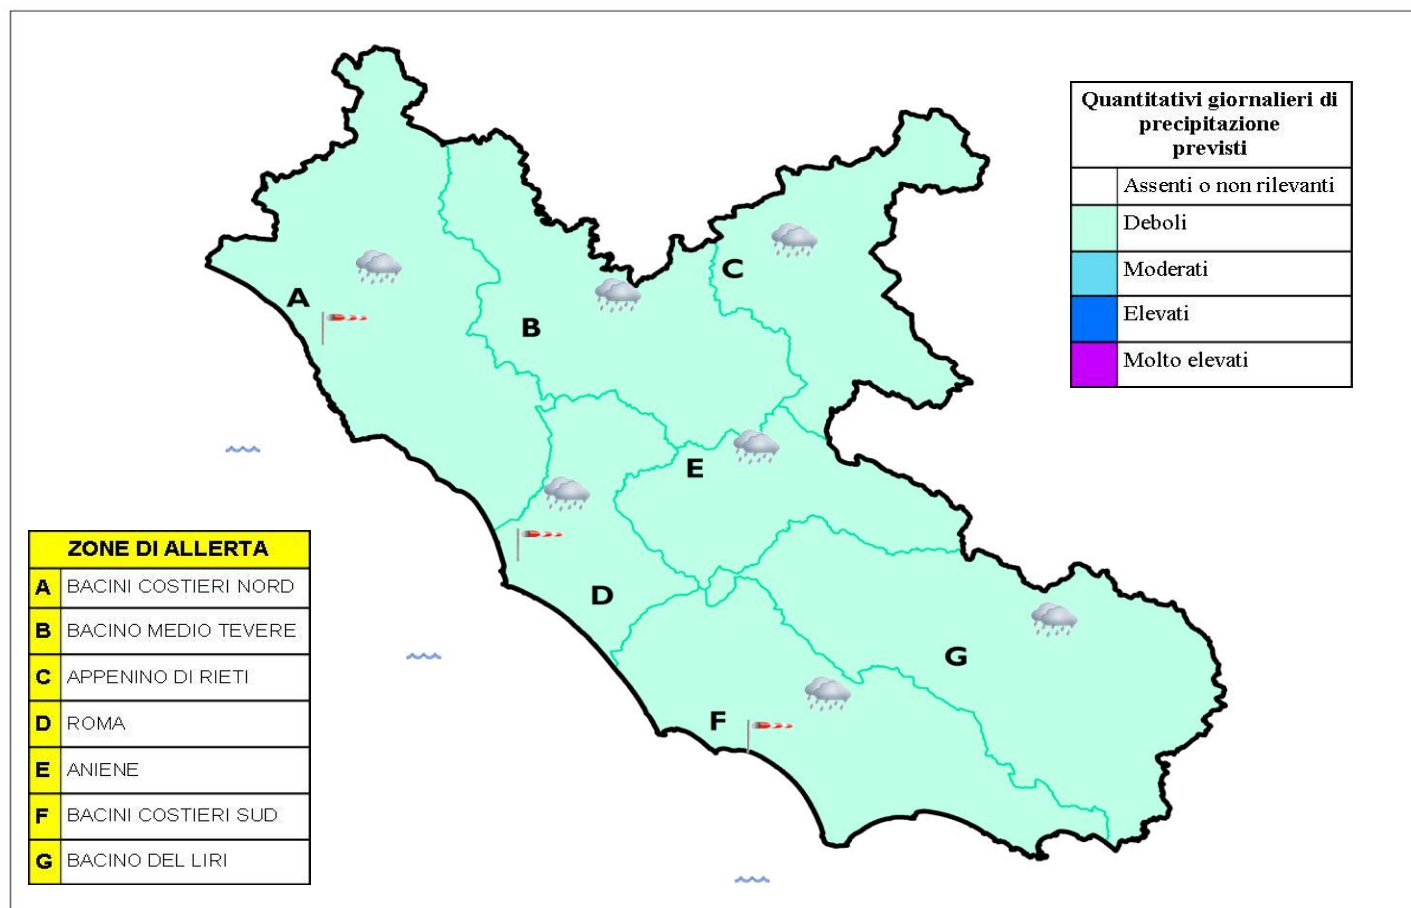 Quantitativi giornalieri di
precipitazione
previsti
Assenti o non rilevanti
Deboli
Moderati
Elevati
Molto elevati
A
B
C
D
E
F
G
ZONE DI ALLERTA
A BACINI COSTIERI NORD
B BACINO MEDIO TEVERE
C APPENINO DI RIETI
D ROMA
E ANIENE
F BACINI COSTIERI SUD
G BACINO DEL LIRI